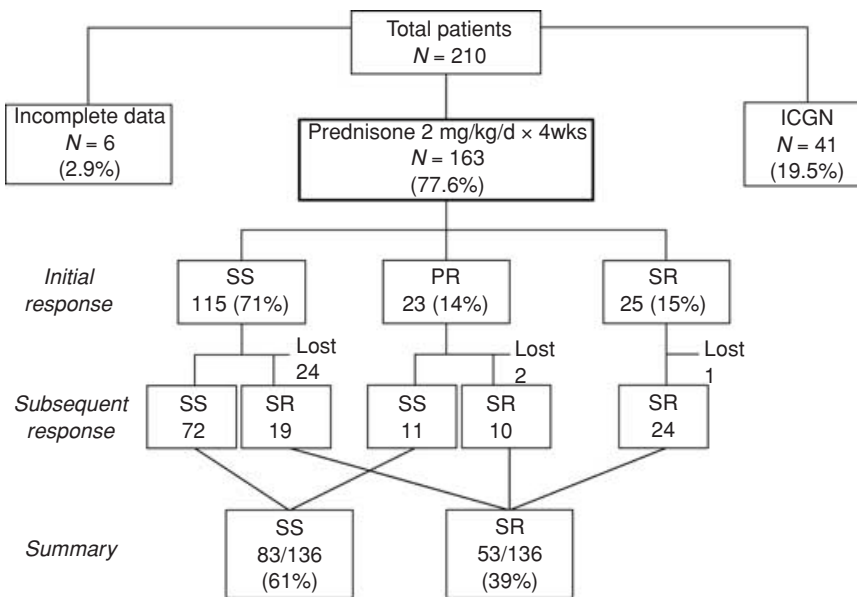 Total patients
N = 210
Incomplete data
N = 6
(2.9%)
Prednisone 2 mg/kg/d × 4wks
N = 163
(77.6%)
ICGN
N = 41
(19.5%)
Initial
response
SS
115 (71%)
PR
23 (14%)
SR
25 (15%)
Lost
24
Lost
2
Lost
1
Subsequent
response
SS
72
SR
19
SS
11
SR
10
SR
24
Summary
SS
83/136
(61%)
SR
53/136
(39%)